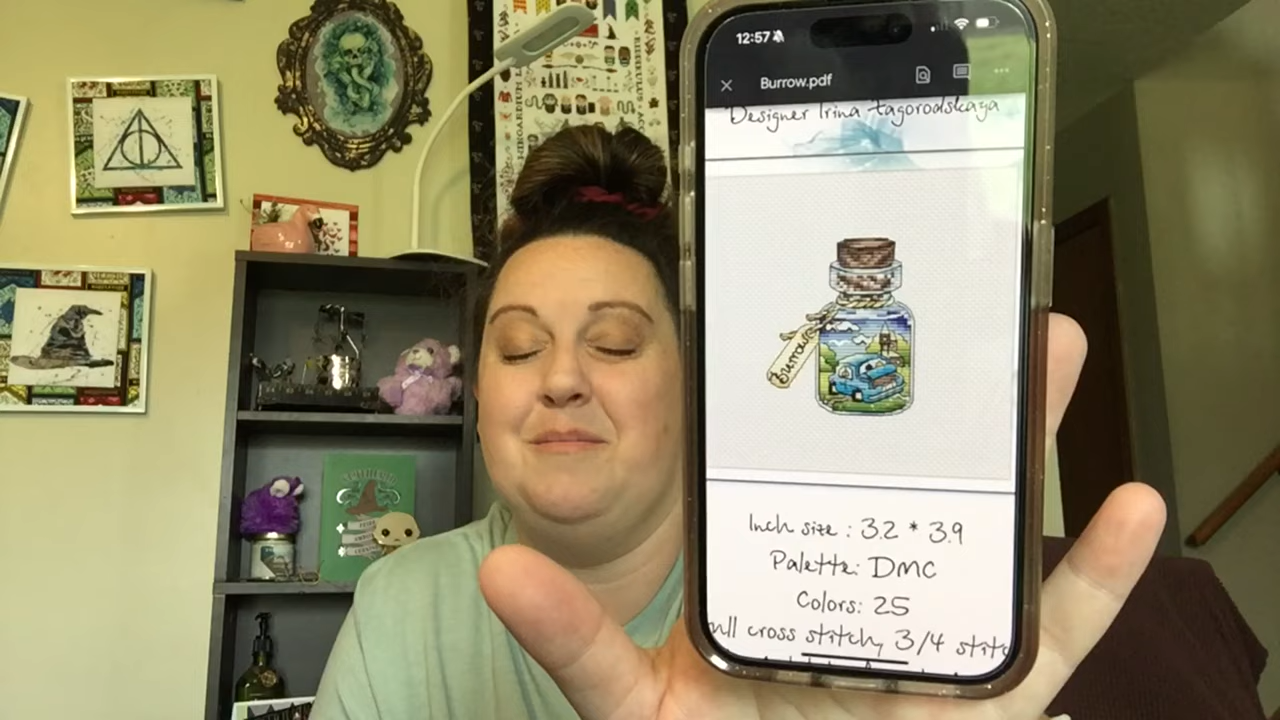 12:57
Burrow.pdf
Designer Irina Zagorodskaya
Burrow
Inch size : 3.2 * 3.9
Palette: DMC
Colors: 25
ull cross stitch, 3/4 stitc